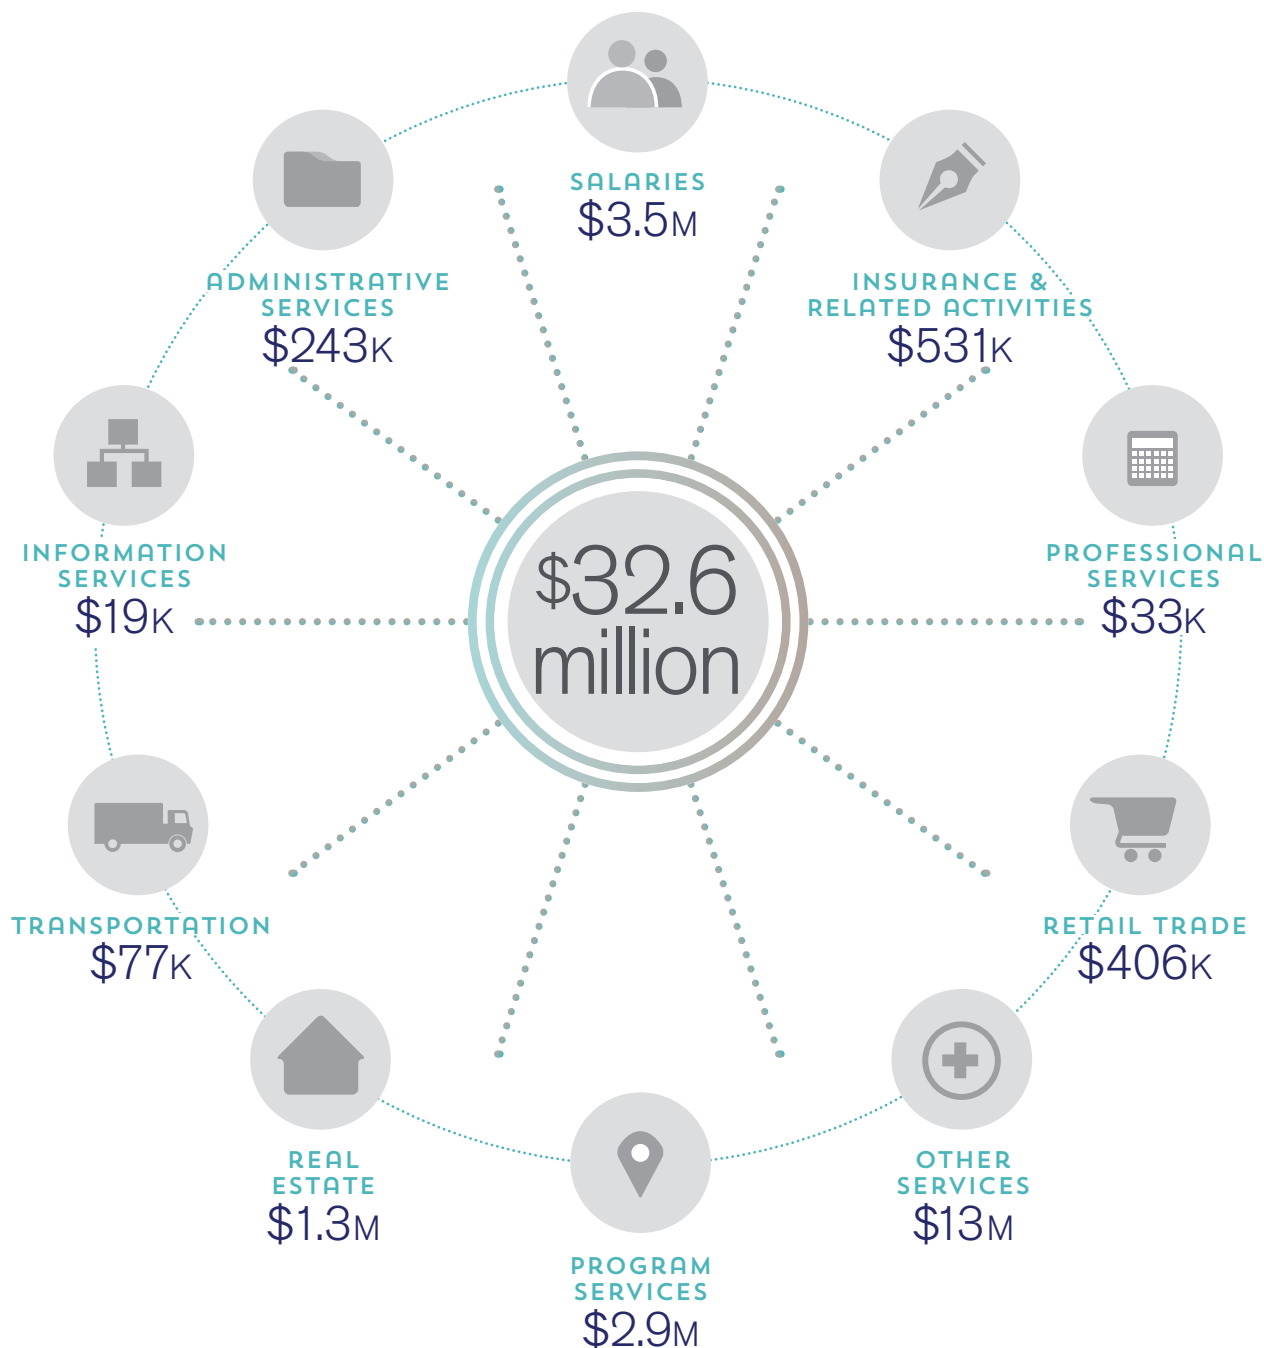 SALARIES
$3.5M
INSURANCE &
RELATED ACTIVITIES
$531K
PROFESSIONAL
SERVICES
$33K
RETAIL TRADE
$406K
OTHER
SERVICES
$13M
PROGRAM
SERVICES
$2.9M
REAL
ESTATE
$1.3M
TRANSPORTATION
$77K
INFORMATION
SERVICES
$19K
ADMINISTRATIVE
SERVICES
$243K
$32.6
million